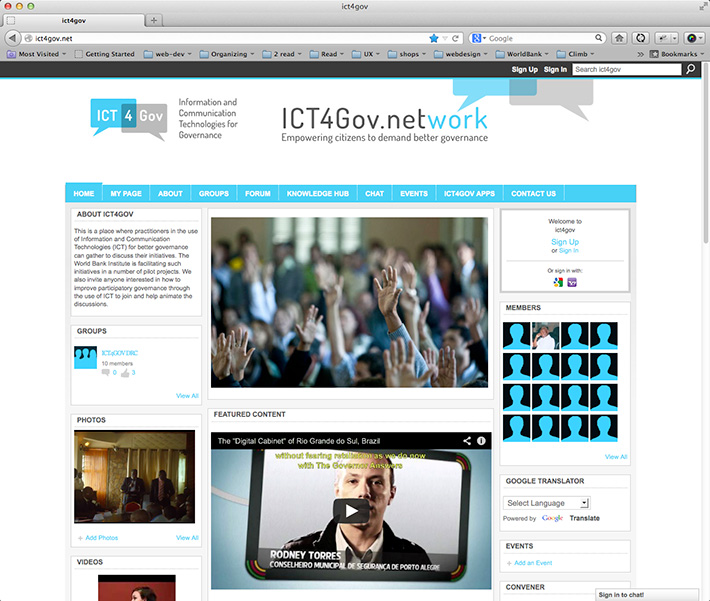 ict4gov
ict4gov
ict4gov.net
Google
Most Visited
Getting Started
web-dev
Organizing
2 read
Read
UX
shops
webdesign
WorldBank
Climb
Bookmarks
Sign Up Sign In
Search ict4gov
ICT 4 Gov
Information and
Communication
Technologies for
Governance
ICT4Gov.network
Empowering citizens to demand better governance
HOME MY PAGE ABOUT GROUPS FORUM KNOWLEDGE HUB CHAT EVENTS ICT4GOV APPS CONTACT US
ABOUT ICT4GOV
This is a place where practitioners in the use
of Information and Communication
Technologies (ICT) for better governance
can gather to discuss their initiatives. The
World Bank Institute is facilitating such
initiatives in a number of pilot projects. We
also invite anyone interested in how to
improve participatory governance through
the use of ICT to join and help animate the
discussions.
GROUPS
ICT4GOV DRC
10 members
0 3
View All
PHOTOS
+ Add Photos
View All
VIDEOS
FEATURED CONTENT
The "Digital Cabinet" of Rio Grande do Sul, Brazil
without fearing rebutation as we do now
with The Governor Answers
RODNEY TORRES
CONSELHEIRO MUNICIPAL DE SEGURANÇA DE PORTO ALEGRE
Welcome to
ict4gov
Sign Up
or Sign In
Or sign in with:
MEMBERS
View All
GOOGLE TRANSLATOR
Select Language
Powered by Google Translate
EVENTS
+ Add an Event
CONVENER
Sign in to chat!